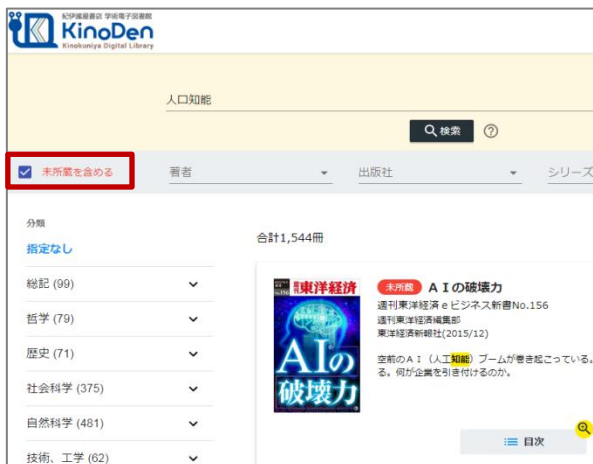 紀伊國屋書店 学術電子図書館
KinoDen
Kinokuniya Digital Library
人口知能
検索
未所蔵を含める
著者
出版社
シリーズ
分類
指定なし
合計1,544冊
総記 (99)
哲学 (79)
歴史 (71)
社会科学 (375)
自然科学 (481)
技術、工学 (62)
週刊東洋経済
AIの
破壊力
未所蔵 ＡＩの破壊力
週刊東洋経済 e ビジネス新書No.156
週刊東洋経済編集部
東洋経済新報社(2015/12)
空前のＡＩ（人工知能）ブームが巻き起こっている。
る。何が企業を引き付けるのか。
目次